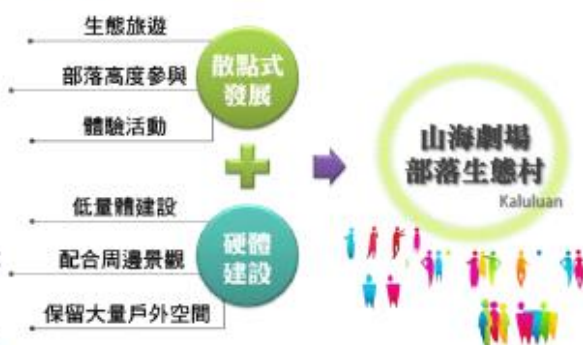 生態旅遊
部落高度參與
體驗活動
散點式
發展
低量體建設
配合周邊景觀
保留大量戶外空間
硬體
建設
山海劇場
部落生態村
Kaluluan